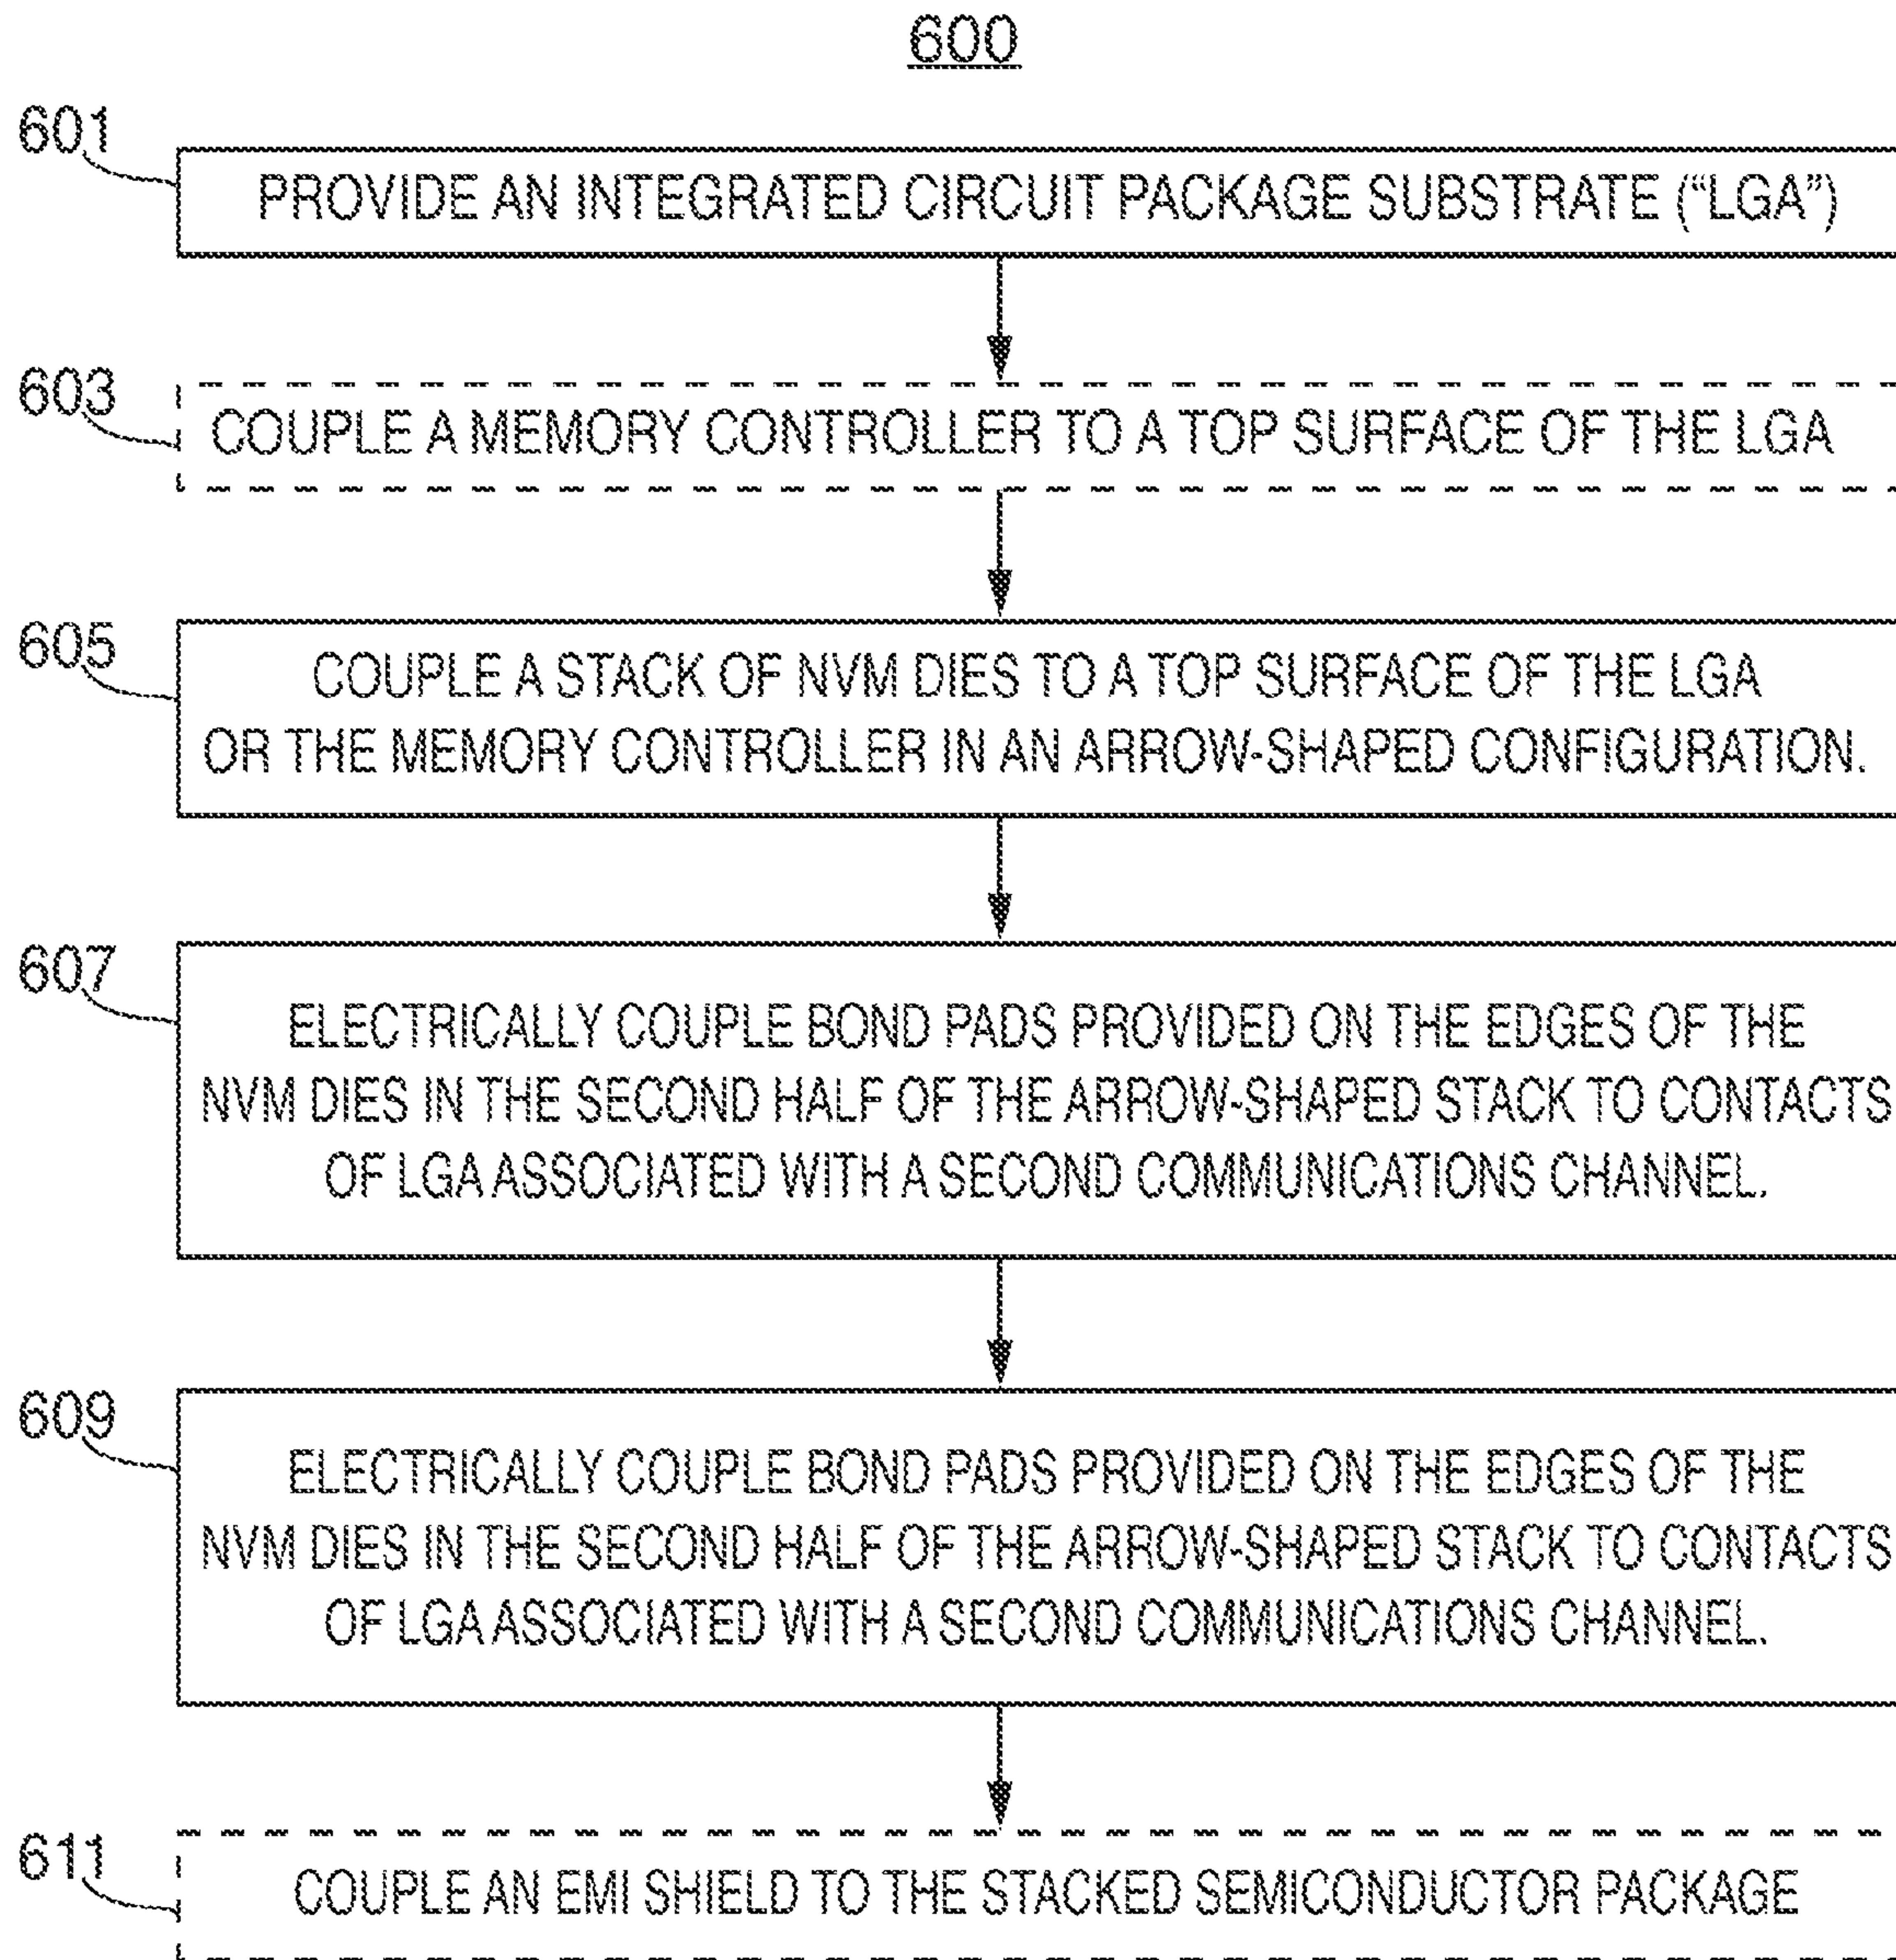 600
601
PROVIDE AN INTEGRATED CIRCUIT PACKAGE SUBSTRATE (“LGA”)
603
COUPLE A MEMORY CONTROLLER TO A TOP SURFACE OF THE LGA
605
COUPLE A STACK OF NVM DIES TO A TOP SURFACE OF THE LGA
OR THE MEMORY CONTROLLER IN AN ARROW-SHAPED CONFIGURATION.
607
ELECTRICALLY COUPLE BOND PADS PROVIDED ON THE EDGES OF THE
NVM DIES IN THE SECOND HALF OF THE ARROW-SHAPED STACK TO CONTACTS
OF LGA ASSOCIATED WITH A SECOND COMMUNICATIONS CHANNEL.
609
ELECTRICALLY COUPLE BOND PADS PROVIDED ON THE EDGES OF THE
NVM DIES IN THE SECOND HALF OF THE ARROW-SHAPED STACK TO CONTACTS
OF LGA ASSOCIATED WITH A SECOND COMMUNICATIONS CHANNEL.
611
COUPLE AN EMI SHIELD TO THE STACKED SEMICONDUCTOR PACKAGE